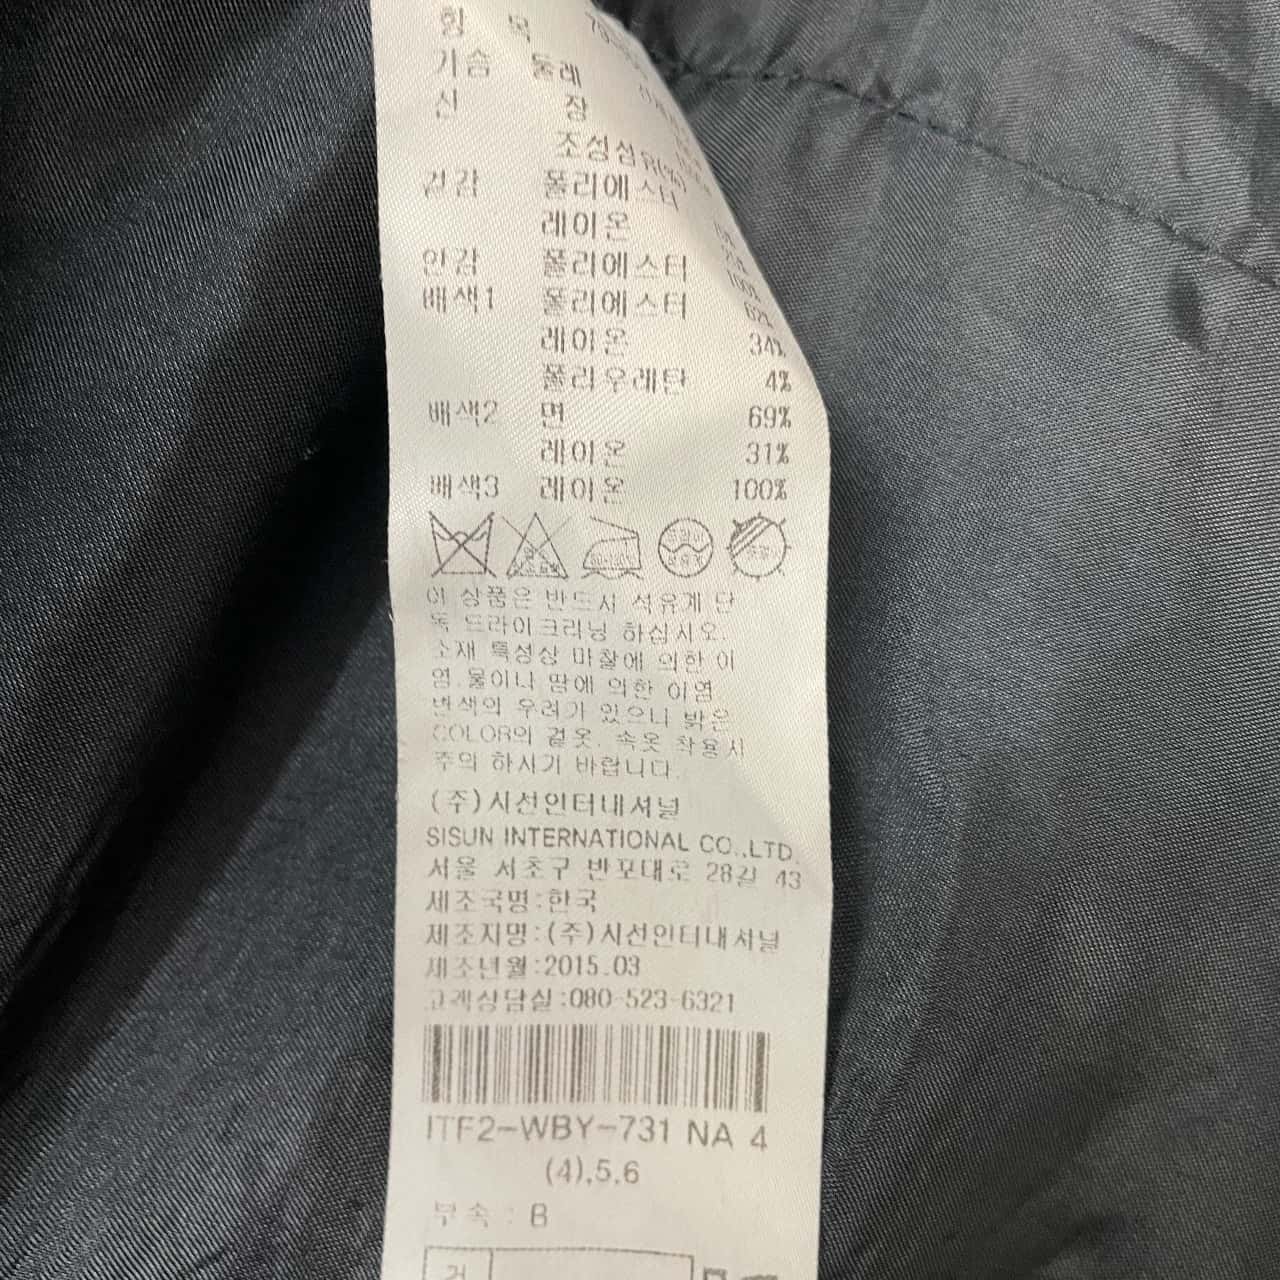 항 목
가슴 둘레
신 장
조성섬유(%)
겉감 폴리에스터
레이온
안감 폴리에스터 100%
배색1 폴리에스터 62%
레이온 34%
폴리우레탄 4%
배색2 면 69%
레이온 31%
배색3 레이온 100%
드라이
석유계
이 상품은 반드시 석유계 단
독 드라이크리닝 하십시오.
소재 특성상 마찰에 의한 이
염.물이나 땀에 의한 이염
변색의 우려가 있으니 밝은
COLOR의 겉옷. 속옷 착용시
주의 하시기 바랍니다.
(주)시선인터내셔널
SISUN INTERNATIONAL CO.,LTD.
서울 서초구 반포대로 28길 43
제조국명:한국
제조자명:(주)시선인터내셔널
제조년월:2015.03
고객상담실:080-523-6321
ITF2-WBY-731 NA 4
(4),5,6
부속 : B